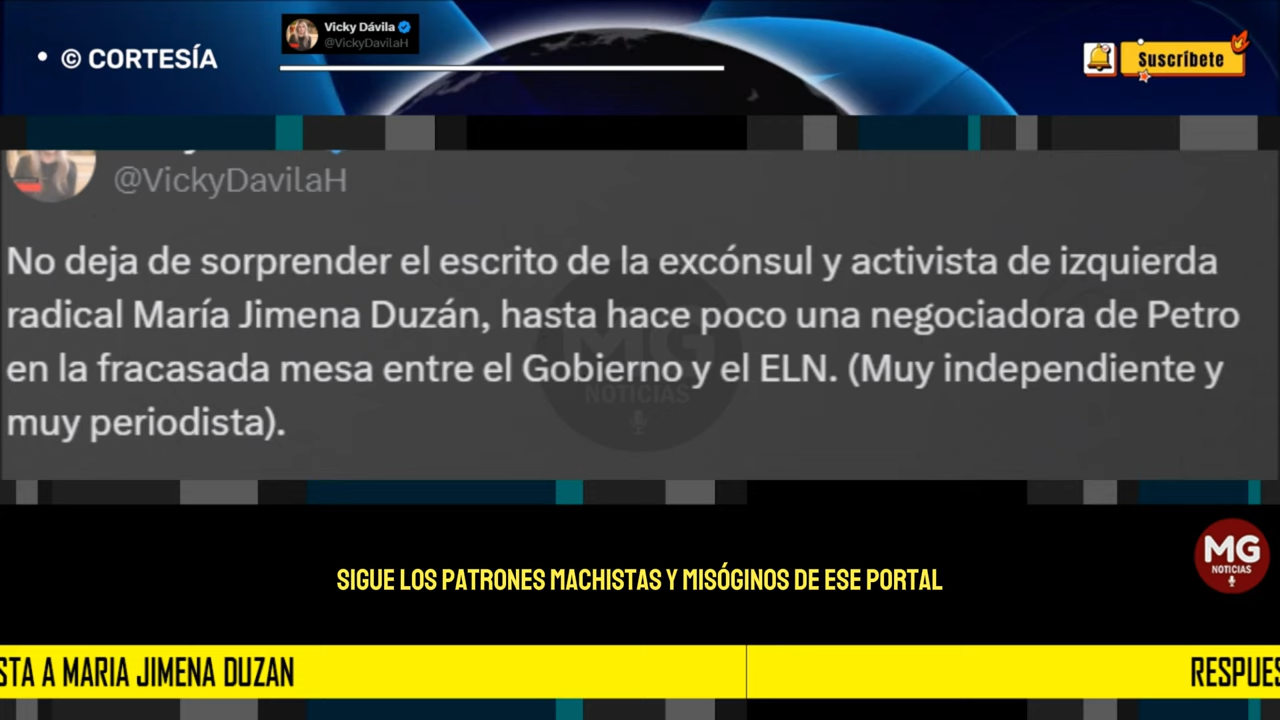 • © CORTESÍA
Vicky Dávila
@VickyDavilaH
Suscríbete
@VickyDavilaH
No deja de sorprender el escrito de la excónsul y activista de izquierda
radical María Jimena Duzán, hasta hace poco una negociadora de Petro
en la fracasada mesa entre el Gobierno y el ELN. (Muy independiente y
muy periodista).
MG
NOTICIAS
SIGUE LOS PATRONES MACHISTAS Y MISÓGINOS DE ESE PORTAL
MG
NOTICIAS
STA A MARIA JIMENA DUZAN
RESPUES